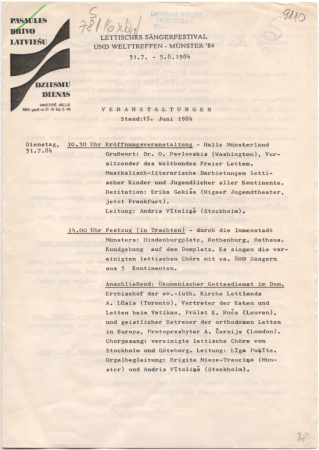 PASAULES
BRĪVO
LATVIEŠU
DZIESMU
DIENAS
LETTISCHES SÄNGERFESTIVAL
UND WELTTREFFEN - MÜNSTER '84
31.7. - 5.8.1984
9110
VERANSTALTUNGEN
Stand: 15. Juni 1984
Dienstag, 31.7.84
10.30 Uhr Eröffnungsveranstaltung - Halle Münsterland
Grußwort: Dr. O. Pavlovskis (Washington), Vor-
sitzender des Weltbundes Freier Letten.
Musikalisch-literarische Darbietungen letti-
scher Kinder und Jugendlicher aller Kontinente.
Rezitation: Erika (Rigaer Jugendtheater,
jetzt Frankfurt).
Leitung: Andris Vītoliņš (Stockholm).
14.00 Uhr Festzug (in Trachten) - durch die Innenstadt
Münsters: Hindenburgplatz, Rothenburg, Rathaus.
Kundgebung auf dem Domplatz. Es singen die ver-
einigten lettischen Chöre mit ca. 800 Sängern
aus 3 Kontinenten.
Anschließend: Ökumenischer Gottesdienst im Dom.
Erzbischof der ev.-luth. Kirche Lettlands
A. Lūsis (Toronto), Vertreter der Esten und
Letten beim Vatikan, Prälat K. Ručs (Leuven),
und geistlicher Betreuer der orthodoxen Letten
in Europa, Protopresbyter A. Černijs (London).
Chorgesang: vereinigte lettische Chöre von
Stockholm und Göteborg. Leitung: Līga
Orgelbegleitung: Brigita Mieze-Traucipa (Mün-
ster) und Andris Vītoliņš (Stockholm).